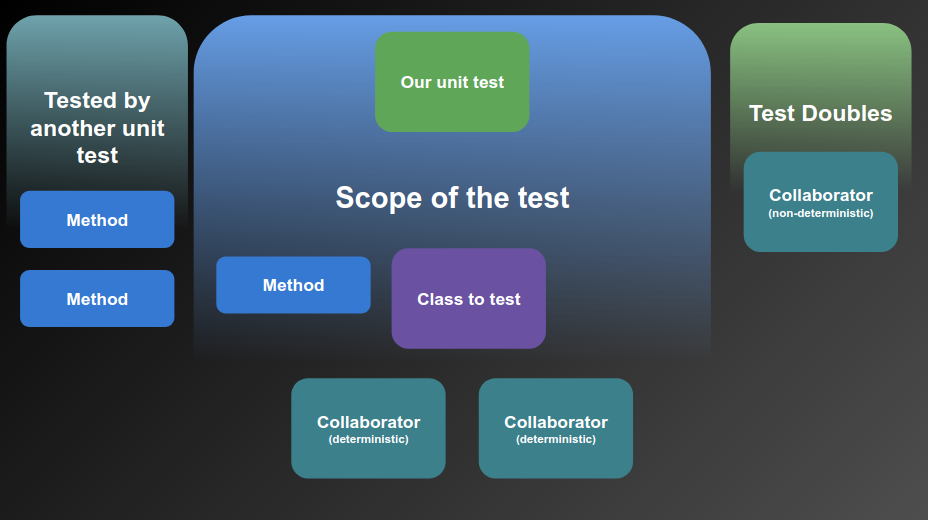 Tested by
another unit
test
Method
Method
Our unit test
Scope of the test
Method
Class to test
Collaborator
(deterministic)
Collaborator
(deterministic)
Test Doubles
Collaborator
(non-deterministic)